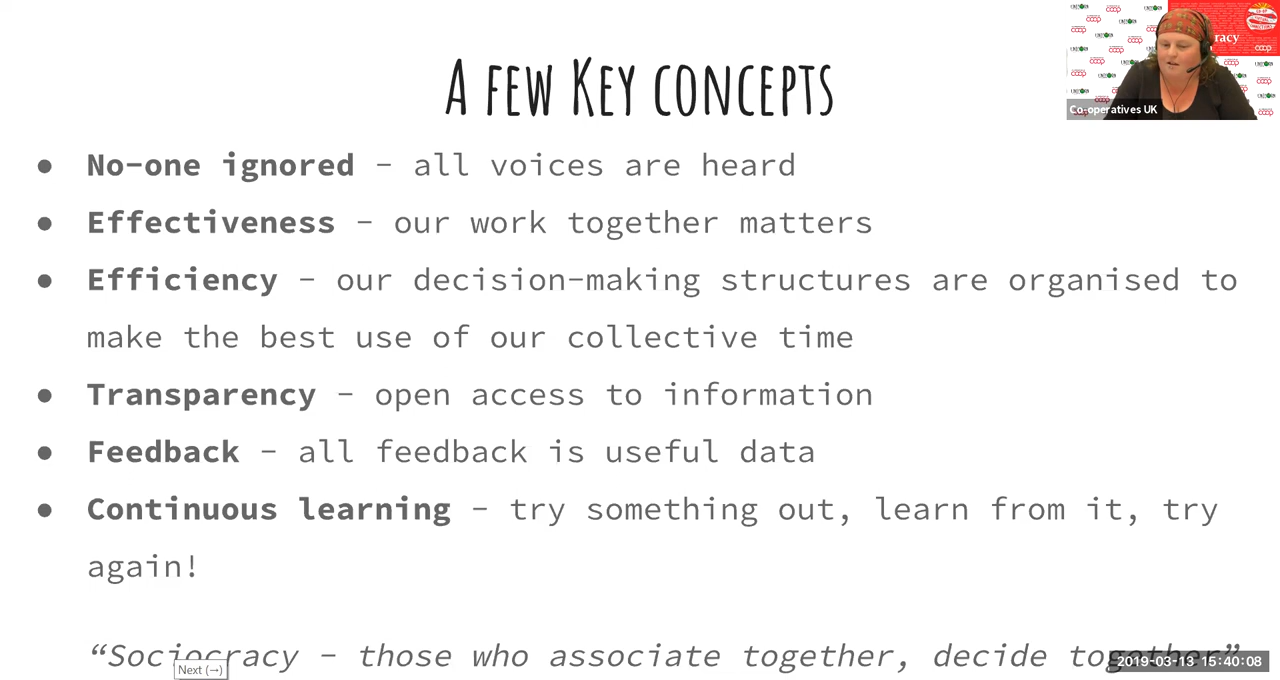 A few Key concepts
● No-one ignored - all voices are heard
● Effectiveness - our work together matters
● Efficiency - our decision-making structures are organised to
make the best use of our collective time
● Transparency - open access to information
● Feedback - all feedback is useful data
● Continuous learning - try something out, learn from it, try
again!
“Sociocracy - those who associate together, decide together”
Next (→)
2019-03-13 15:40:08
Co-operatives UK
racy
coop